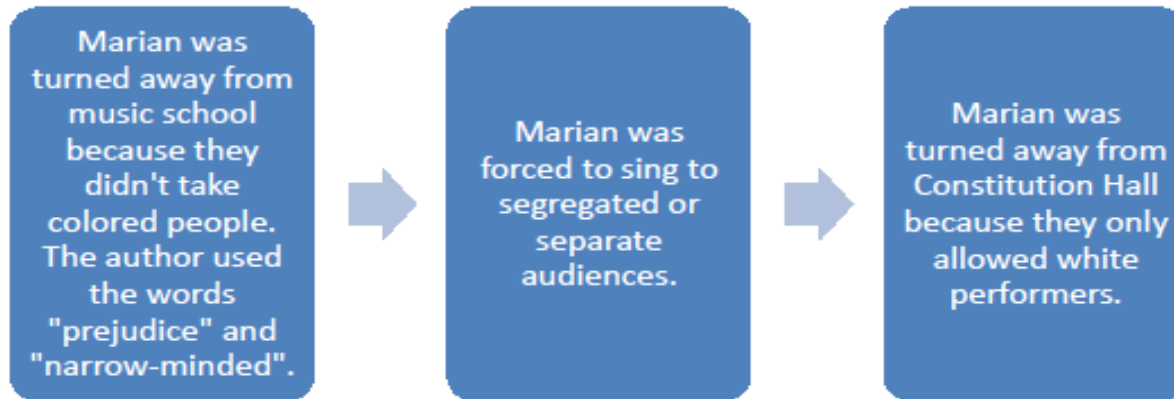 Marian was
turned away from
music school
because they
didn't take
colored people.
The author used
the words
"prejudice" and
"narrow-minded".
Marian was
forced to sing to
segregated or
separate
audiences.
Marian was
turned away from
Constitution Hall
because they only
allowed white
performers.